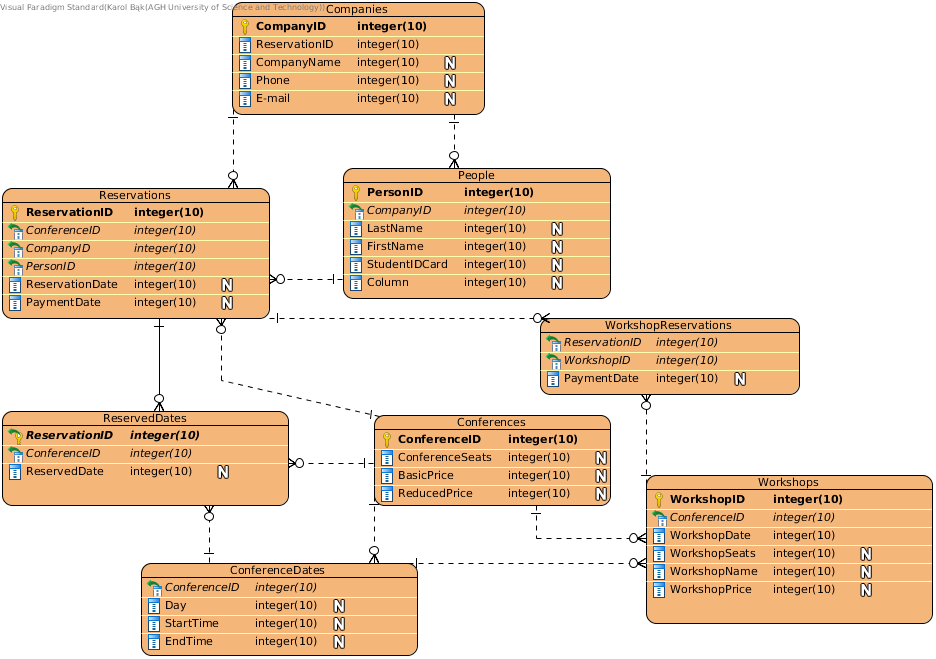 Visual Paradigm Standard(Karol Bąk(AGH University of Science and Technology))
Companies
CompanyID integer(10)
ReservationID integer(10)
CompanyName integer(10) N
Phone integer(10) N
E-mail integer(10) N
People
PersonID integer(10)
CompanyID integer(10)
LastName integer(10) N
FirstName integer(10) N
StudentIDCard integer(10) N
Column integer(10) N
Reservations
ReservationID integer(10)
ConferenceID integer(10)
CompanyID integer(10)
PersonID integer(10)
ReservationDate integer(10) N
PaymentDate integer(10) N
WorkshopReservations
ReservationID integer(10)
WorkshopID integer(10)
PaymentDate integer(10) N
ReservedDates
ReservationID integer(10)
ConferenceID integer(10)
ReservedDate integer(10) N
Conferences
ConferenceID integer(10)
ConferenceSeats integer(10) N
BasicPrice integer(10) N
ReducedPrice integer(10) N
Workshops
WorkshopID integer(10)
ConferenceID integer(10)
WorkshopDate integer(10)
WorkshopSeats integer(10) N
WorkshopName integer(10) N
WorkshopPrice integer(10) N
ConferenceDates
ConferenceID integer(10)
Day integer(10) N
StartTime integer(10) N
EndTime integer(10) N